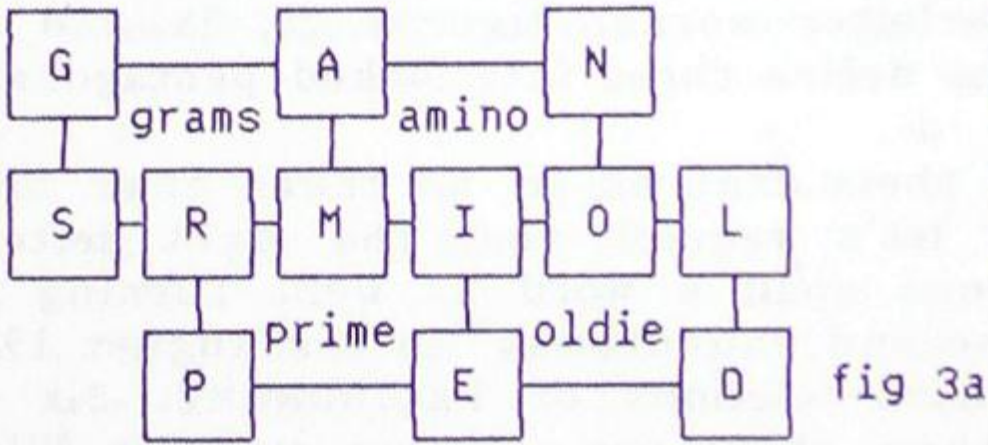 G A N
grams amino
S R M I O L
prime oldie
P E D fig 3a